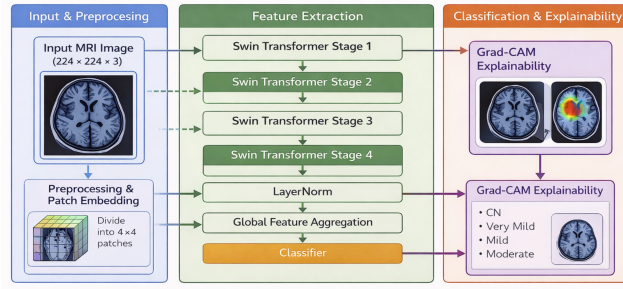 Input & Preprocesing
Input MRI Image
(224 × 224 × 3)
Preprocessing &
Patch Embedding
Divide
into 4×4
patches
Feature Extraction
Swin Transformer Stage 1
Swin Transformer Stage 2
Swin Transformer Stage 3
Swin Transformer Stage 4
LayerNorm
Global Feature Aggregation
Classifier
Classification & Explainability
Grad-CAM
Explainability
Grad-CAM Explainability
• CN
• Very Mild
• Mild
• Moderate